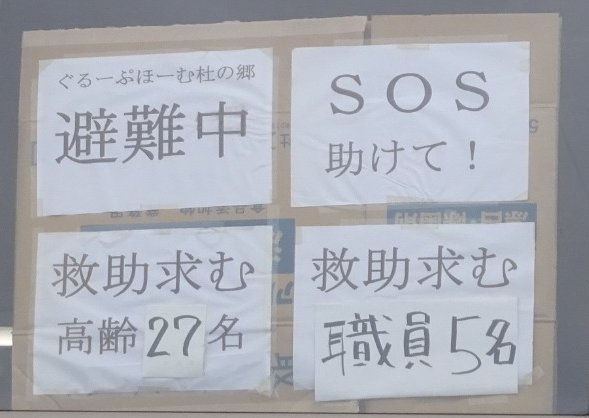 ぐるーぷほーむ杜の郷
避難中
SOS
助けて!
救助求む
高齢27名
救助求む
職員5名